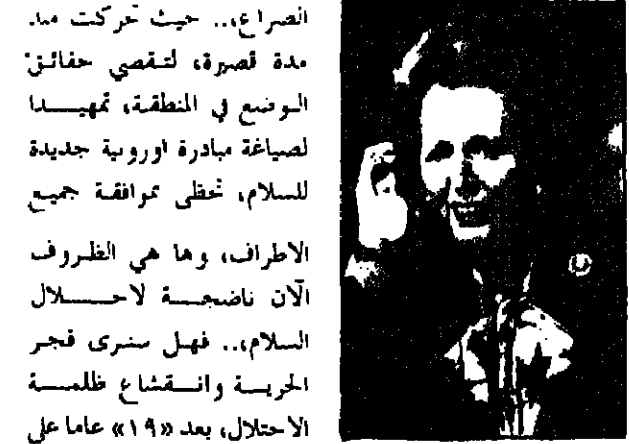 الصراع،.. حيث تحركت منذ
مدة قصيرة، لتقصي حقائق
الوضع في المنطقة، تمهيدا
لصياغة مبادرة اوروبية جديدة
للسلام، تحظى بموافقة جميع
الاطراف، وها هي الظروف
الآن ناضجة لاحلال
السلام،.. فهل سنرى فجر
الحرية وانقشاع ظلمة
الاحتلال، بعد «١٩» عاما على